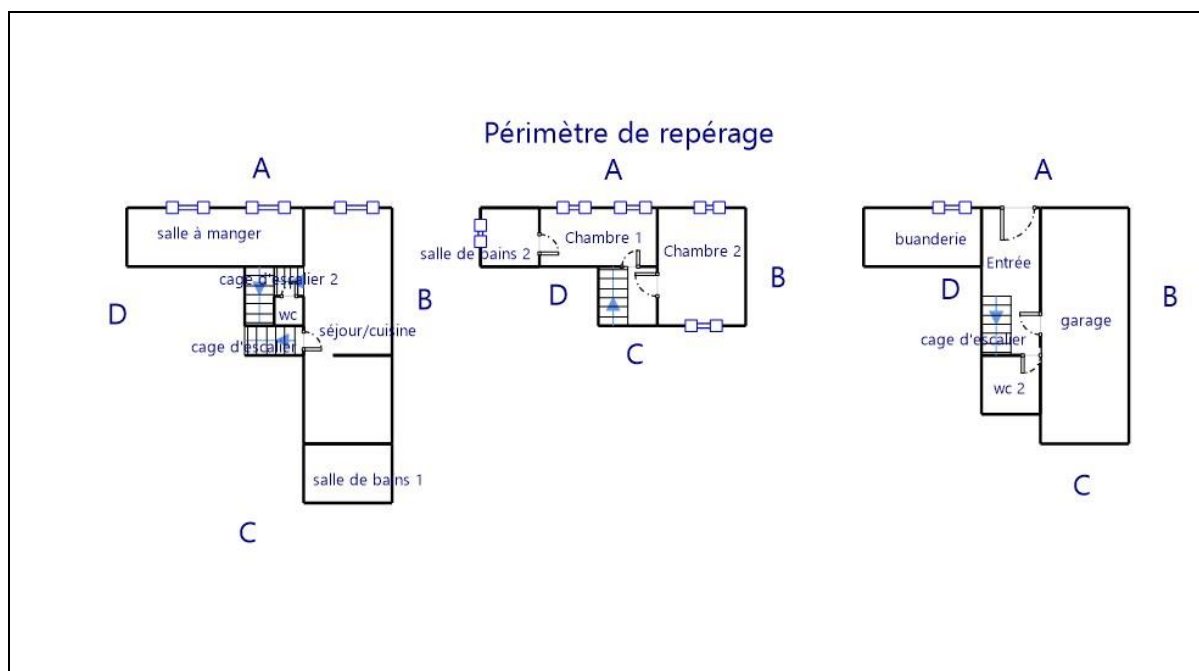 Périmètre de repérage
A
salle à manger
cage d'escalier 2
D
B
wc
séjour/cuisine
cage d'escalier
salle de bains 1
C
A
Chambre 1
Chambre 2
salle de bains 2
D
B
C
A
buanderie
Entrée
D
B
garage
cage d'escalier
wc 2
C